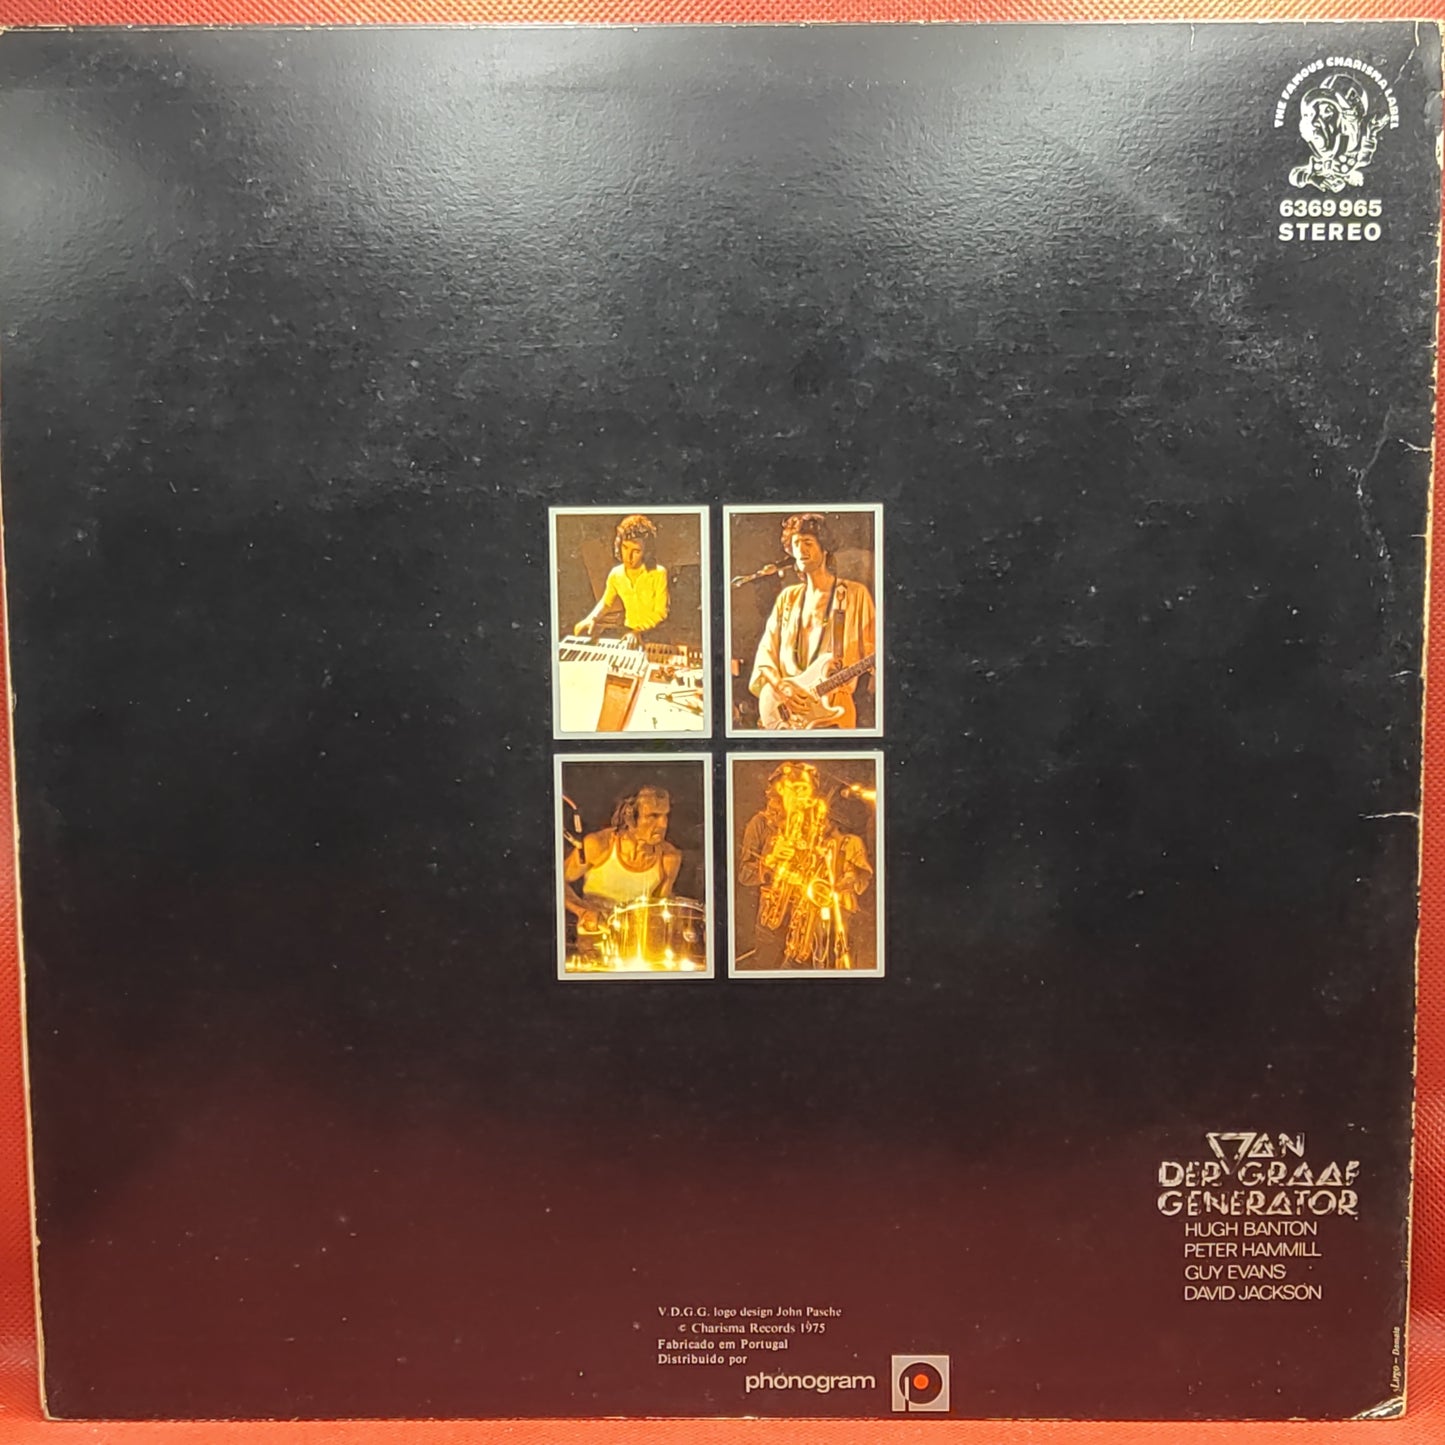 THE FAMOUS CHARISMA LABEL
6369 965
STEREO
VAN
DER GRAAF
GENERATOR
HUGH BANTON
PETER HAMMILL
GUY EVANS
DAVID JACKSON
V.D.G.G. logo design John Pasche
© Charisma Records 1975
Fabricado em Portugal
Distribuido por
phonogram